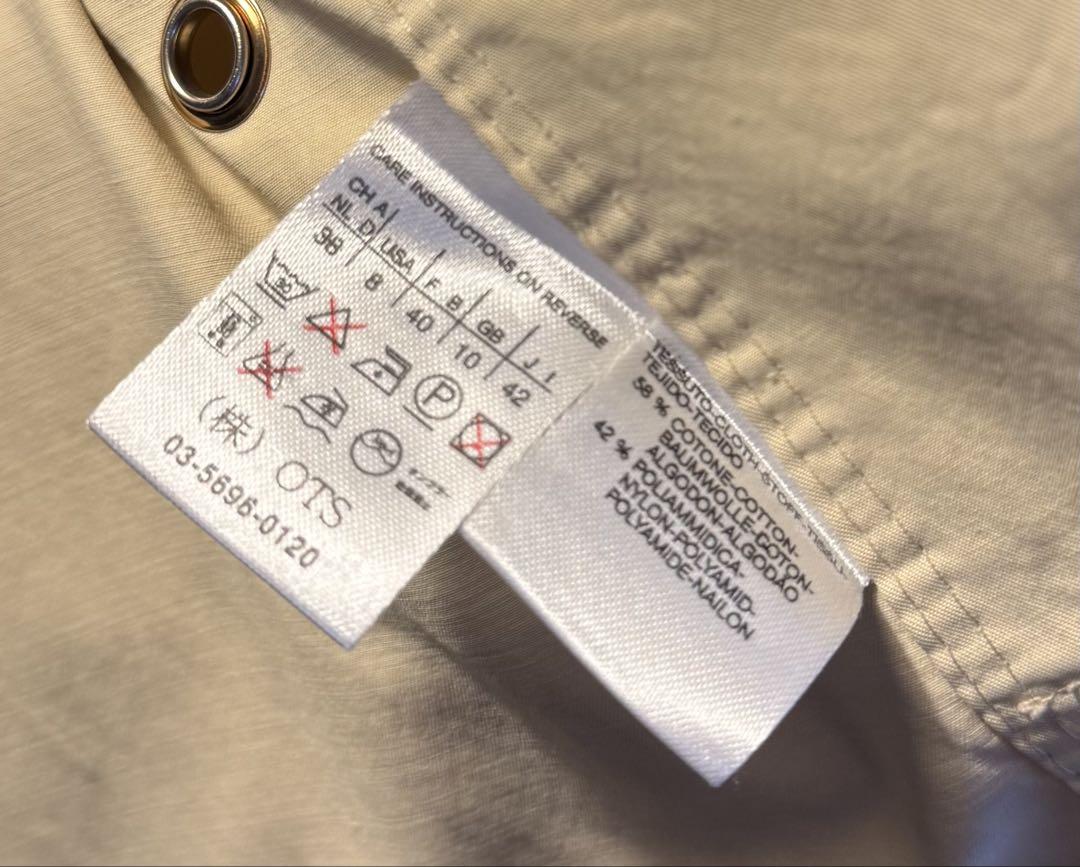 CARE INSTRUCTIONS ON REVERSE
CH A
NL D USA F B GB J I
38 8 40 10 42
30
P
(株) OTS
03-5696-0120
TESSUTO-CLOTH-STOFF-TISSU-
TEJIDO-TECIDO
58 % COTONE-COTTON-
BAUMWOLLE-COTON-
ALGODON-ALGODÃO
42 % POLIAMMIDICA-
NYLON-POLYAMID-
POLYAMIDE-NAILON